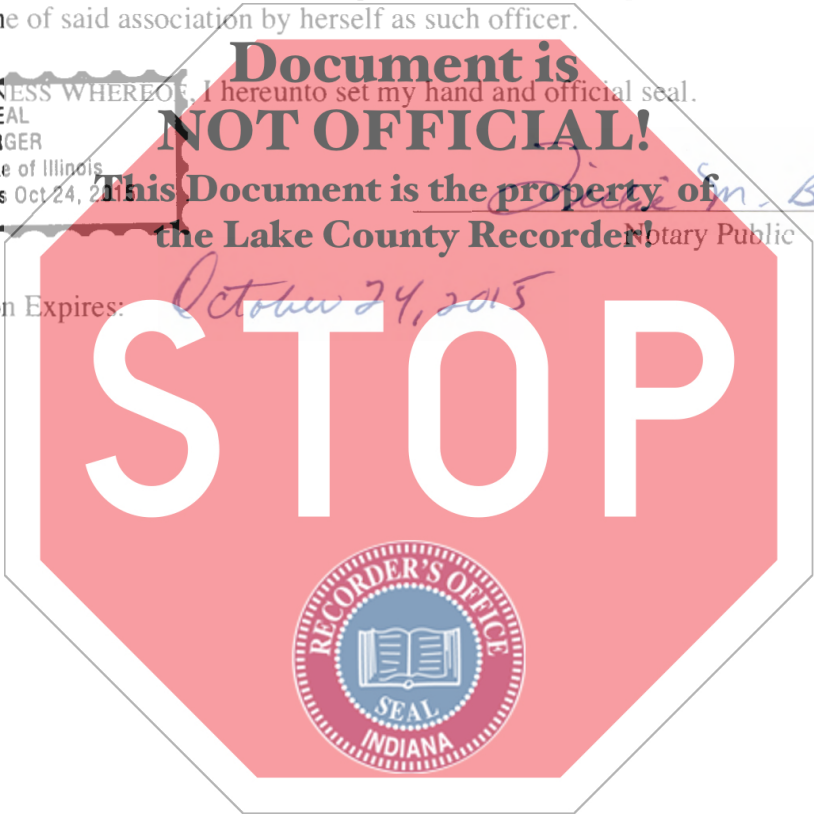 e of said association by herself as such officer.
Document is
NESS WHEREOF, I hereunto set my hand and official seal.
EAL
NOT OFFICIAL!
RGER
e of Illinois
s Oct 24, 2015
This Document is the property of
M. B
the Lake County Recorder!
Notary Public
n Expires:
October 24, 2015
STOP
RECORDER'S OFFICE
SEAL
INDIANA